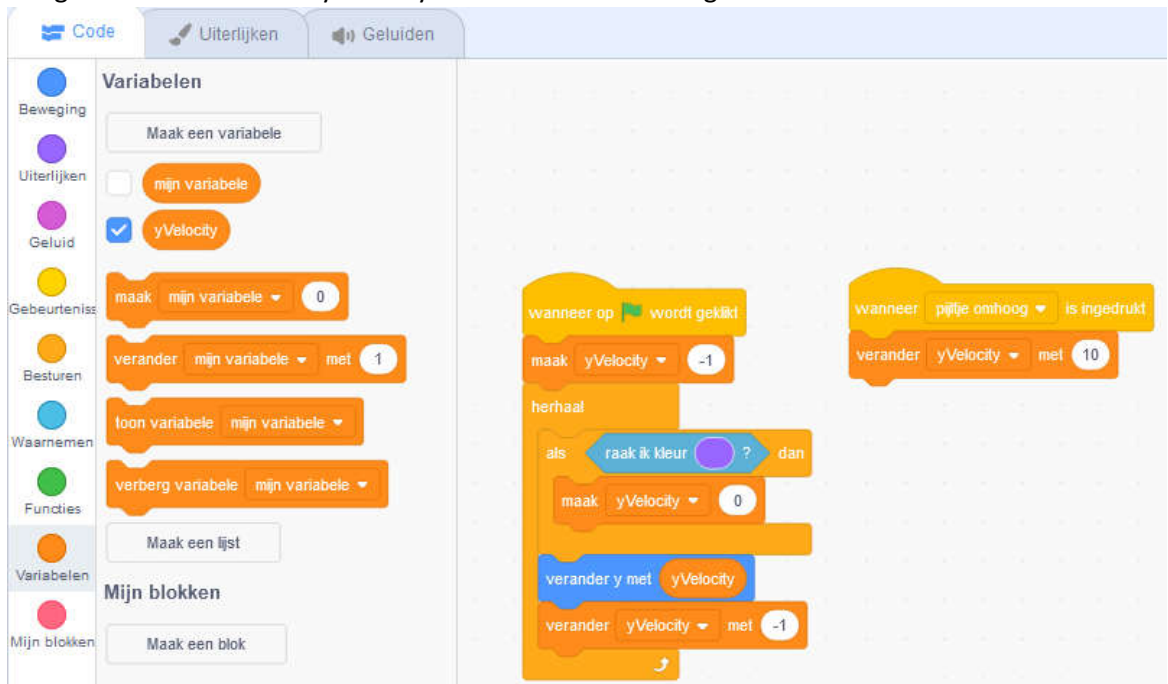 Code
Uiterlijken
Geluiden
Beweging
Uiterlijken
Geluid
Gebeurteniss
Besturen
Waarnemen
Functies
Variabelen
Mijn blokken
Variabelen
Maak een variabele
mijn variabele
yVelocity
maak mijn variabele 0
verander mijn variabele met 1
toon variabele mijn variabele
verberg variabele mijn variabele
Maak een lijst
Mijn blokken
Maak een blok
wanneer op wordt geklikt
maak yVelocity -1
herhaal
als raak ik kleur ? dan
maak yVelocity 0
verander y met yVelocity
verander yVelocity met -1
wanneer pijltje omhoog is ingedrukt
verander yVelocity met 10